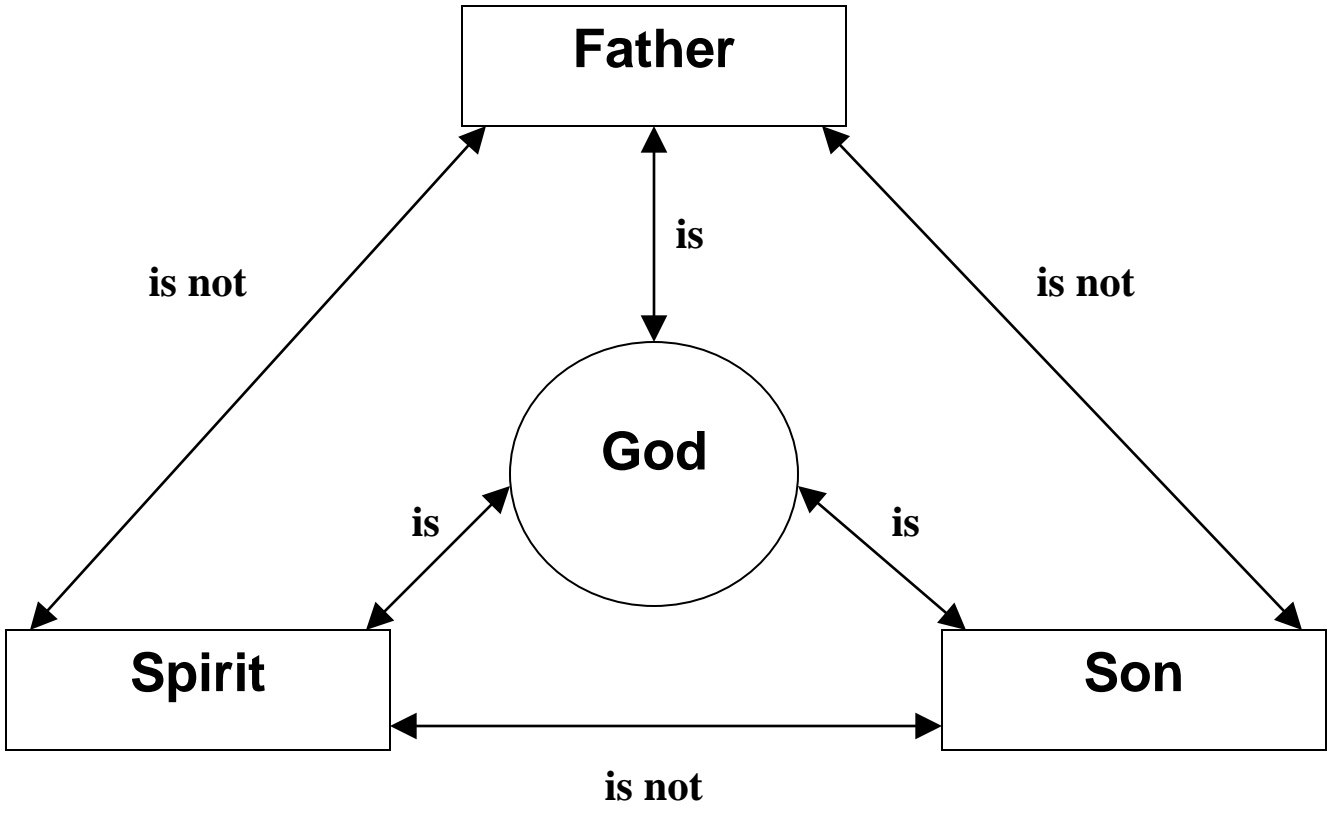 Father
is
is not
is not
God
is
is
Spirit
Son
is not